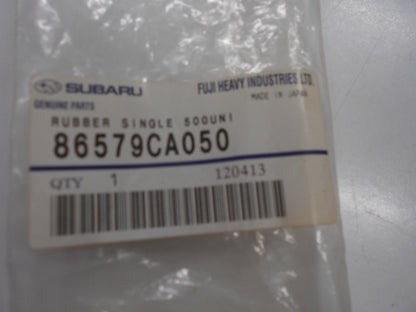 SUBARU FUJI HEAVY INDUSTRIES LTD.
GENUINE PARTS MADE IN JAPAN
RUBBER SINGLE 500UNI
86579CA050
QTY 1 120413